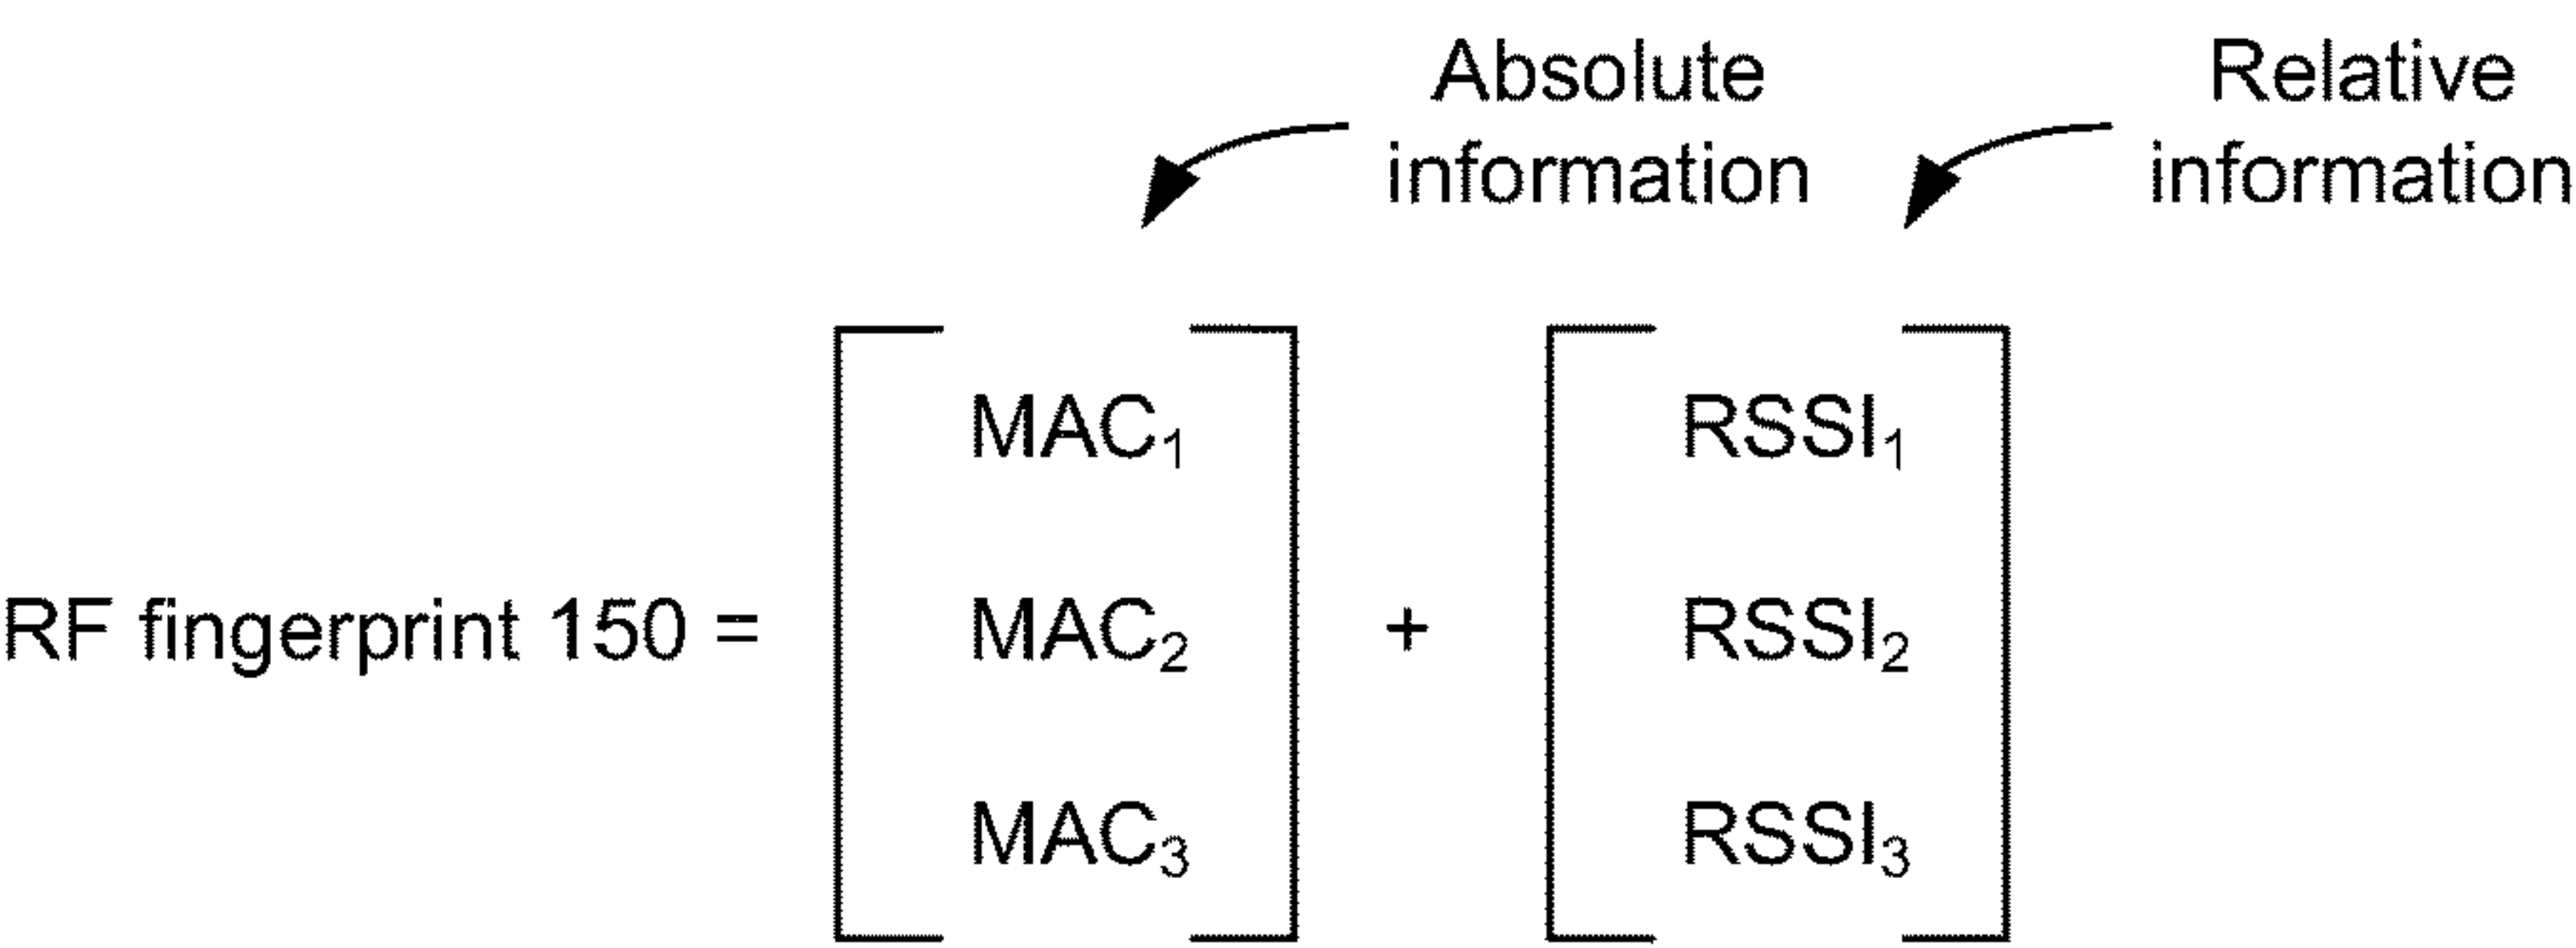 Absolute
information
Relative
information
MAC₁ RSSI₁
RF fingerprint 150 = MAC₂ + RSSI₂
MAC₃ RSSI₃